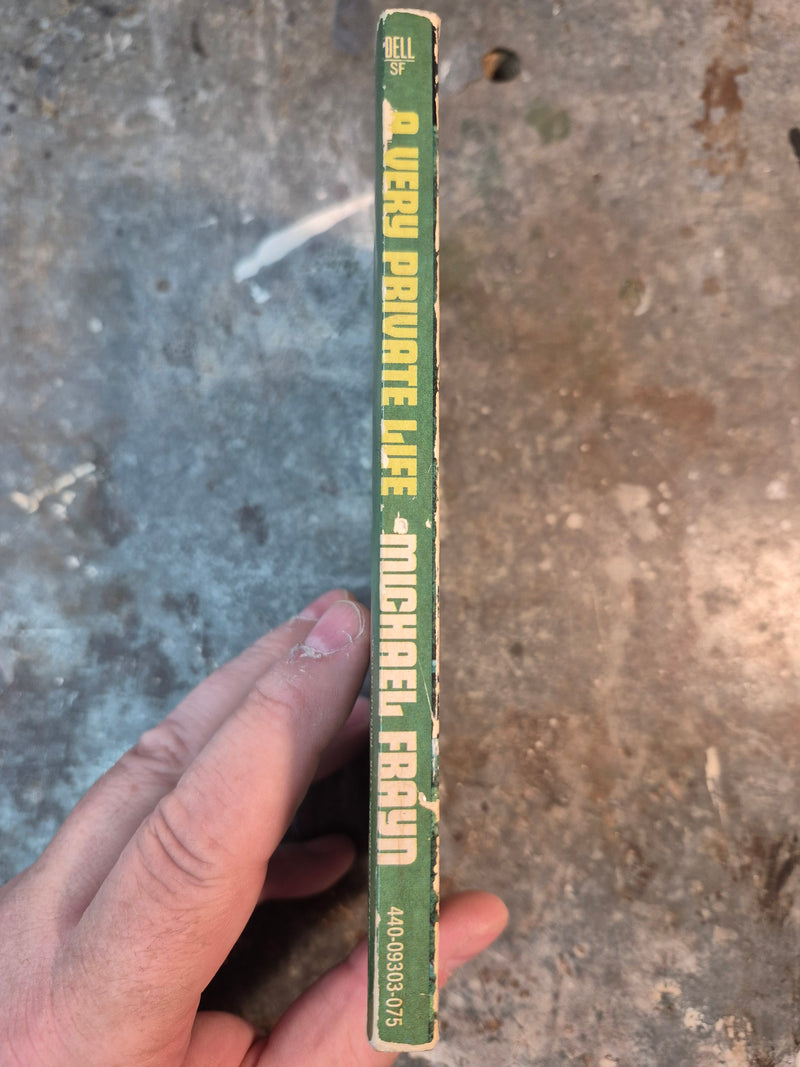 DELL
SF
A VERY PRIVATE LIFE • MICHAEL FRAYN
440-09303-075